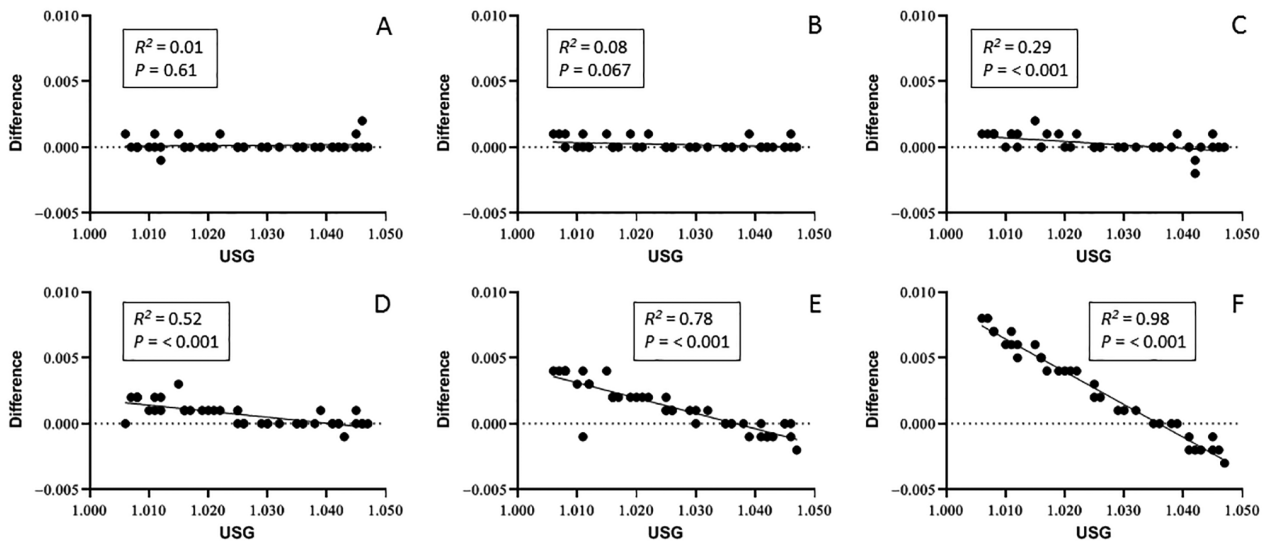 A
0.010
0.005
0.000
−0.005
Difference
R² = 0.01
P = 0.61
1.000 1.010 1.020 1.030 1.040 1.050
USG
B
0.010
0.005
0.000
−0.005
Difference
R² = 0.08
P = 0.067
1.000 1.010 1.020 1.030 1.040 1.050
USG
C
0.010
0.005
0.000
−0.005
Difference
R² = 0.29
P = < 0.001
1.000 1.010 1.020 1.030 1.040 1.050
USG
D
0.010
0.005
0.000
−0.005
Difference
R² = 0.52
P = < 0.001
1.000 1.010 1.020 1.030 1.040 1.050
USG
E
0.010
0.005
0.000
−0.005
Difference
R² = 0.78
P = < 0.001
1.000 1.010 1.020 1.030 1.040 1.050
USG
F
0.010
0.005
0.000
−0.005
Difference
R² = 0.98
P = < 0.001
1.000 1.010 1.020 1.030 1.040 1.050
USG